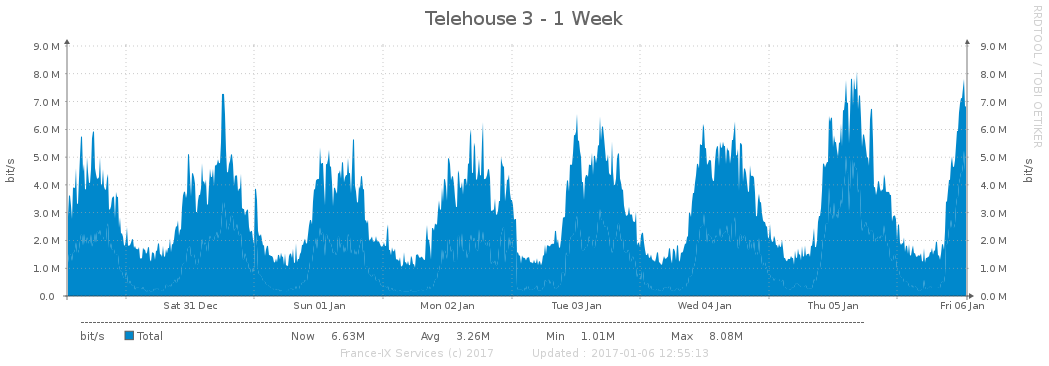 Telehouse 3 - 1 Week
RRDTOOL / TOBI OETIKER
bit/s
9.0 M 9.0 M
8.0 M 8.0 M
7.0 M 7.0 M
6.0 M 6.0 M
5.0 M 5.0 M
4.0 M 4.0 M
3.0 M 3.0 M
2.0 M 2.0 M
1.0 M 1.0 M
0.0 0.0 M
bit/s
Sat 31 Dec Sun 01 Jan Mon 02 Jan Tue 03 Jan Wed 04 Jan Thu 05 Jan Fri 06 Jan
bit/s Total Now 6.63M Avg 3.26M Min 1.01M Max 8.08M
France-IX Services (c) 2017 Updated : 2017-01-06 12:55:13